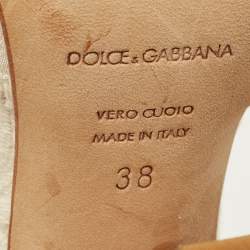 DOLCE & GABBANA
VERO CUOIO
MADE IN ITALY
38